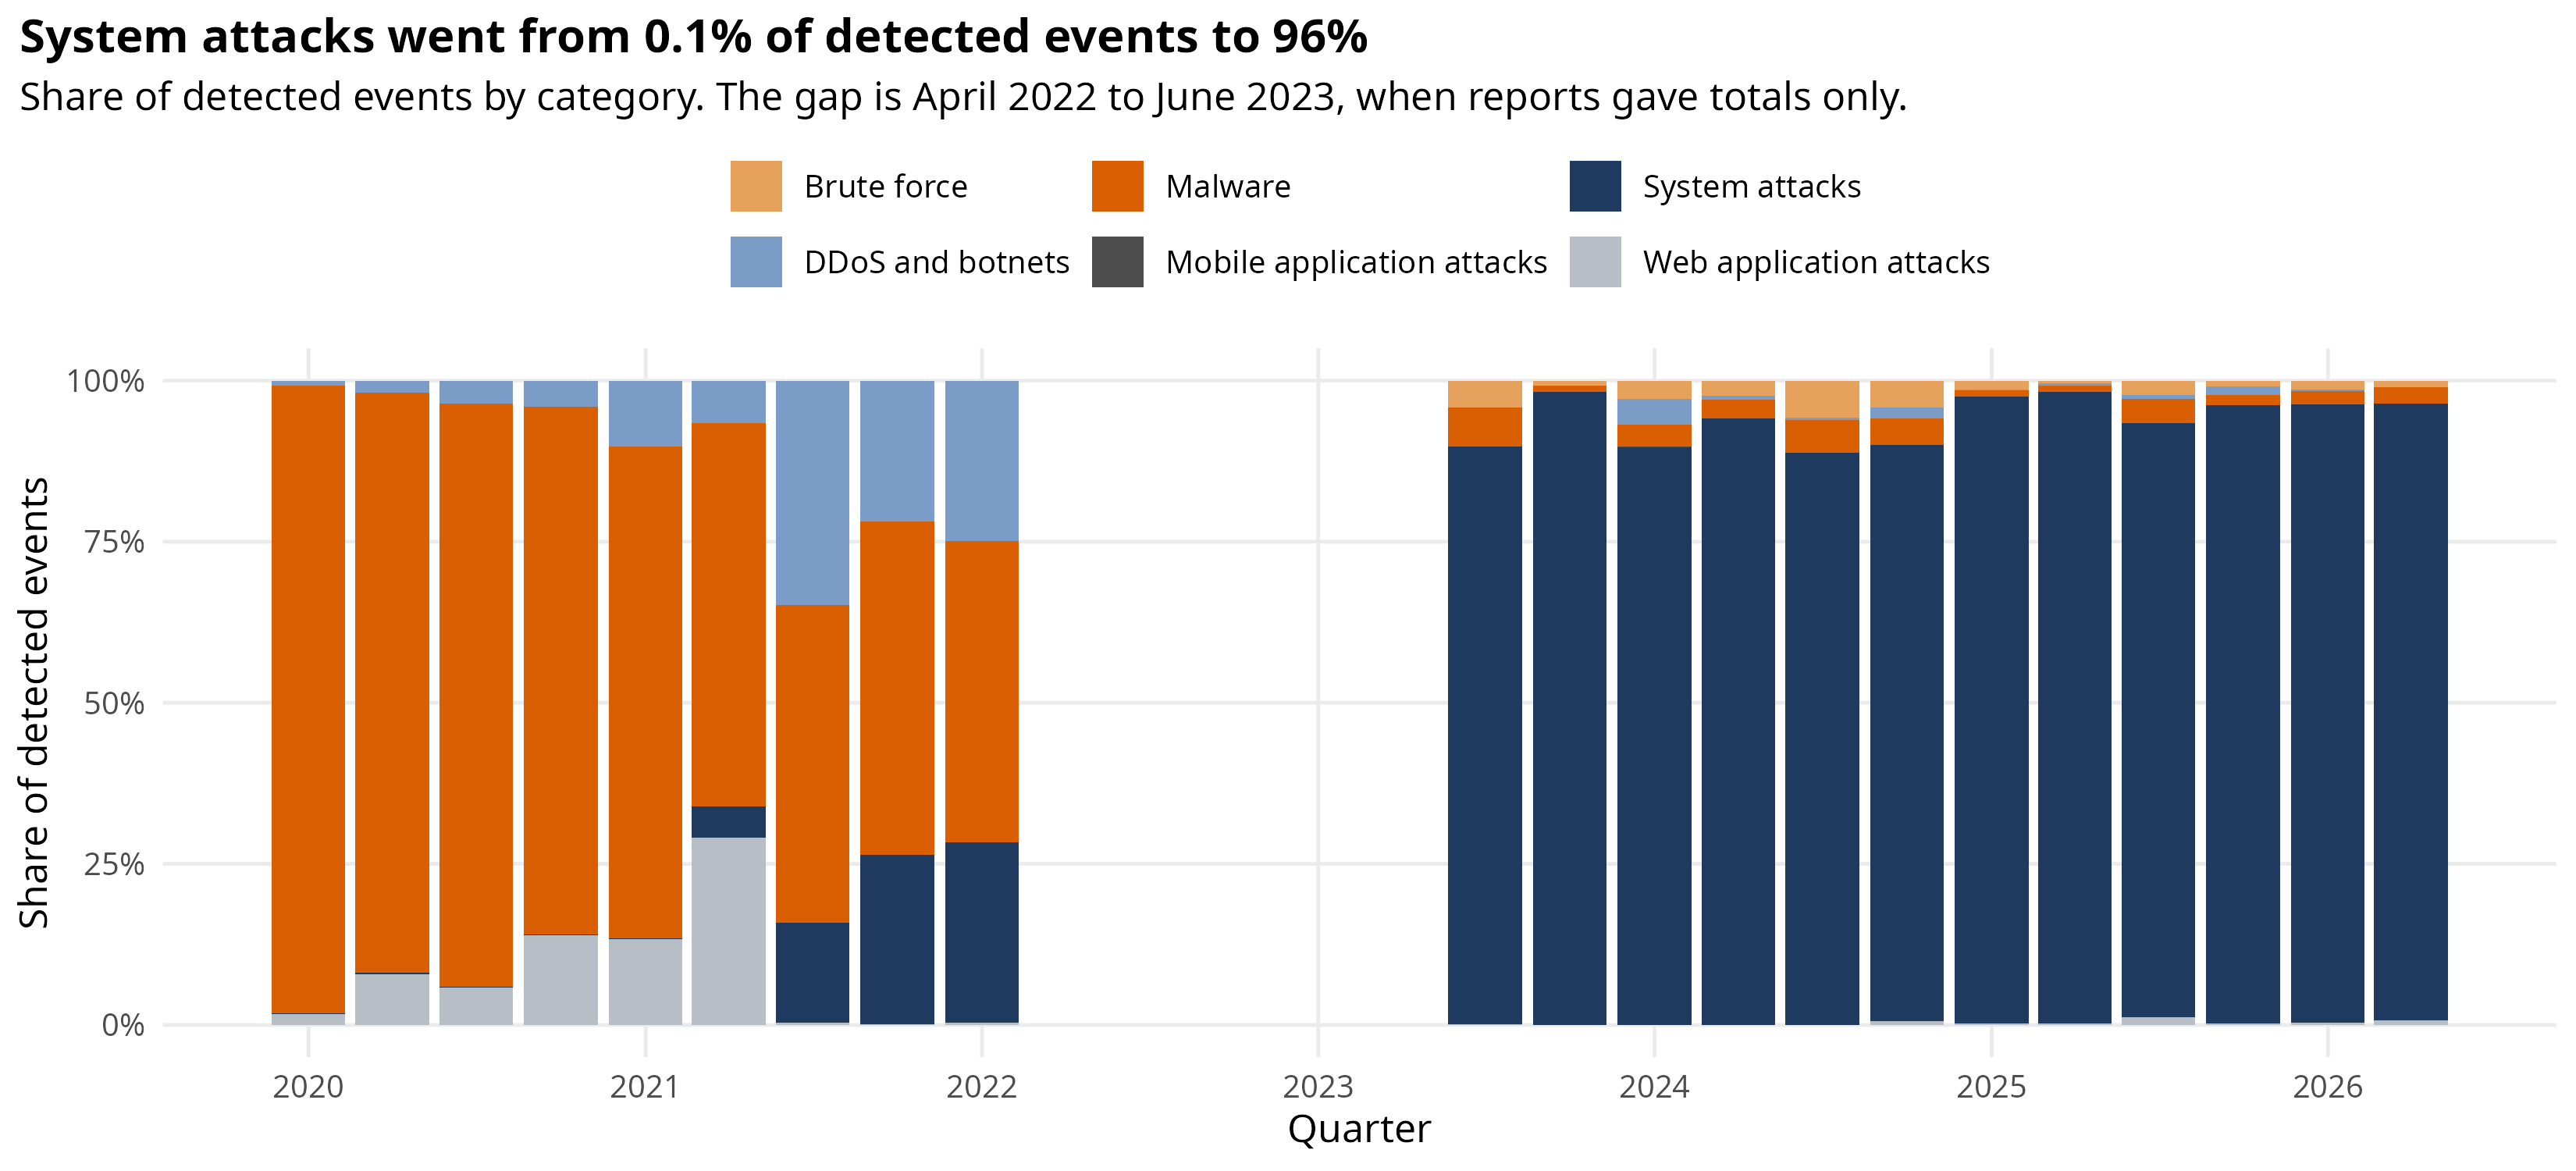 System attacks went from 0.1% of detected events to 96%
Share of detected events by category. The gap is April 2022 to June 2023, when reports gave totals only.
Brute force
Malware
System attacks
DDoS and botnets
Mobile application attacks
Web application attacks
Share of detected events
100%
75%
50%
25%
0%
2020
2021
2022
2023
2024
2025
2026
Quarter